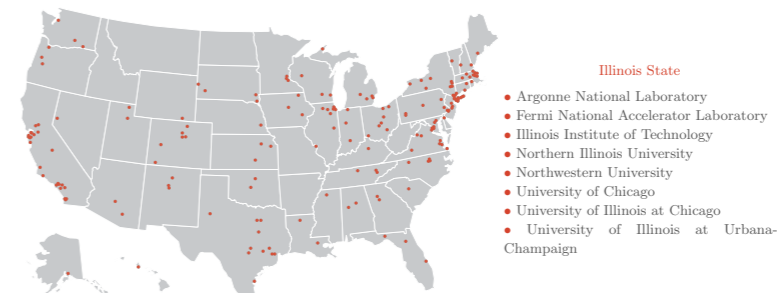 Illinois State
• Argonne National Laboratory
• Fermi National Accelerator Laboratory
• Illinois Institute of Technology
• Northern Illinois University
• Northwestern University
• University of Chicago
• University of Illinois at Chicago
• University of Illinois at Urbana-
Champaign